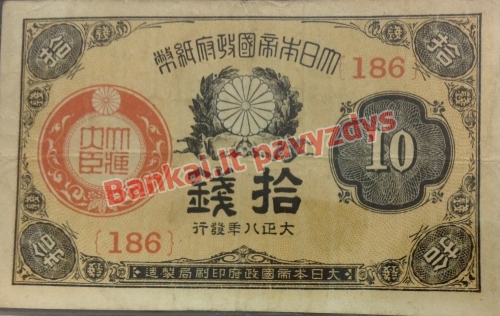 拾 大日本帝國政府紙幣 拾
{186}
大藏大臣
10
Bankai.lt pavyzdys
拾錢
大正八年發行
{186}
拾 大日本帝國政府印刷局製造 拾